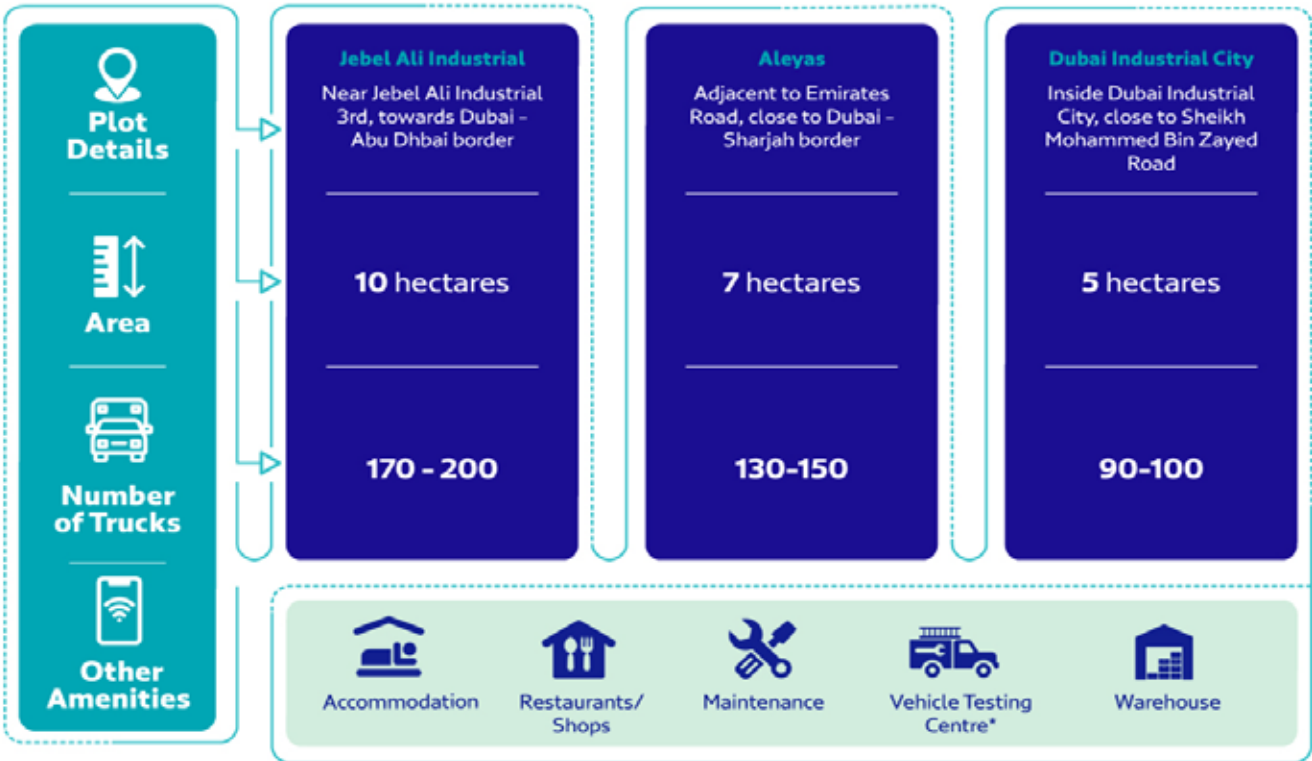 Plot
Details
Jebel Ali Industrial
Near Jebel Ali Industrial
3rd, towards Dubai –
Abu Dhbai border
Aleyas
Adjacent to Emirates
Road, close to Dubai –
Sharjah border
Dubai Industrial City
Inside Dubai Industrial
City, close to Sheikh
Mohammed Bin Zayed
Road
Area
10 hectares
7 hectares
5 hectares
Number
of Trucks
170 - 200
130-150
90-100
Other
Amenities
Accommodation
Restaurants/
Shops
Maintenance
Vehicle Testing
Centre*
Warehouse